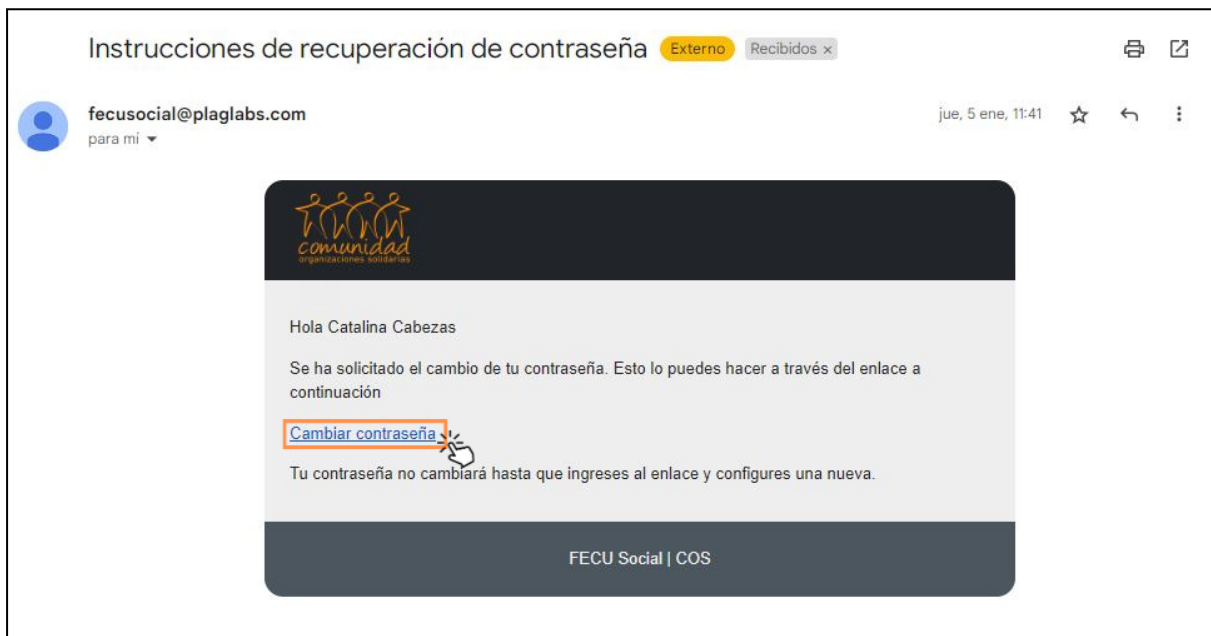 Instrucciones de recuperación de contraseña Externo Recibidos x
fecusocial@plaglabs.com
jue, 5 ene, 11:41
para mí
comunidad
organizaciones solidarias
Hola Catalina Cabezas
Se ha solicitado el cambio de tu contraseña. Esto lo puedes hacer a través del enlace a
continuación
Cambiar contraseña
Tu contraseña no cambiará hasta que ingreses al enlace y configures una nueva.
FECU Social | COS